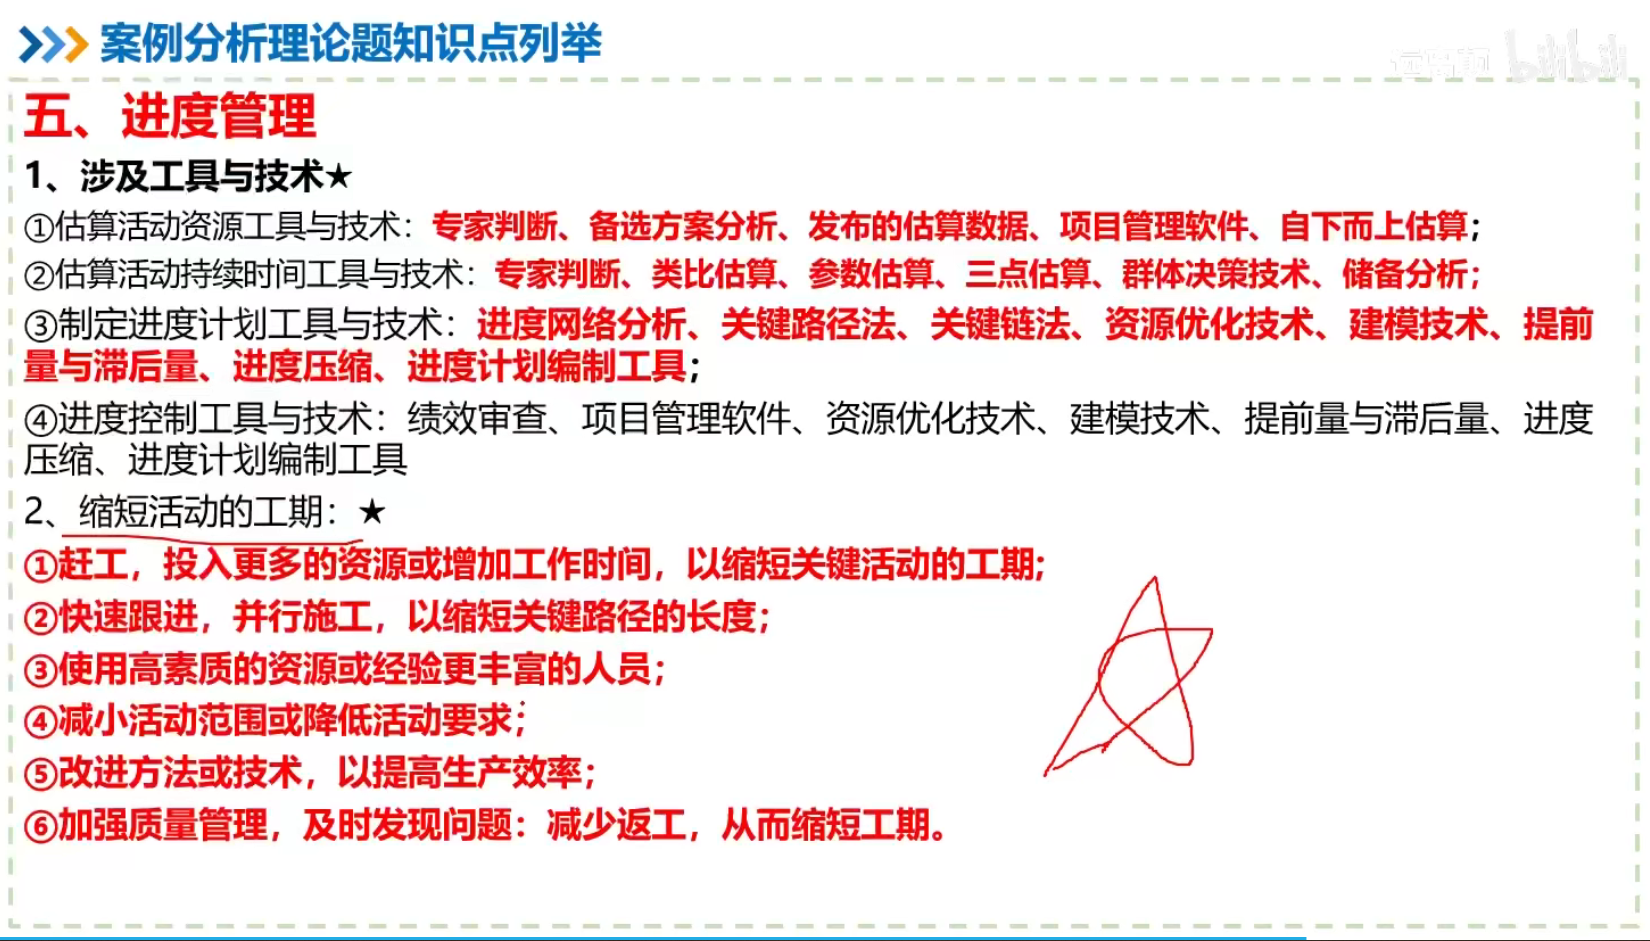 案例分析理论题知识点列举
bilibili
五、进度管理
1、涉及工具与技术★
①估算活动资源工具与技术：专家判断、备选方案分析、发布的估算数据、项目管理软件、自下而上估算；
②估算活动持续时间工具与技术：专家判断、类比估算、参数估算、三点估算、群体决策技术、储备分析；
③制定进度计划工具与技术：进度网络分析、关键路径法、关键链法、资源优化技术、建模技术、提前
量与滞后量、进度压缩、进度计划编制工具；
④进度控制工具与技术：绩效审查、项目管理软件、资源优化技术、建模技术、提前量与滞后量、进度
压缩、进度计划编制工具
2、缩短活动的工期：★
①赶工，投入更多的资源或增加工作时间，以缩短关键活动的工期;
②快速跟进，并行施工，以缩短关键路径的长度；
③使用高素质的资源或经验更丰富的人员；
④减小活动范围或降低活动要求；
⑤改进方法或技术，以提高生产效率；
⑥加强质量管理，及时发现问题：减少返工，从而缩短工期。